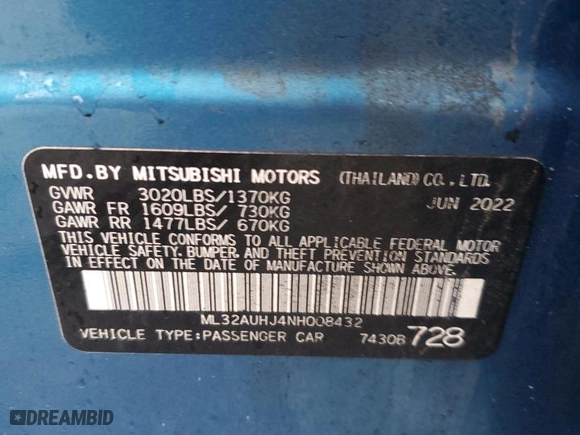 MFD.BY MITSUBISHI MOTORS (THAILAND) CO., LTD.
GVWR 3020LBS/1370KG JUN 2022
GAWR FR 1609LBS/ 730KG
GAWR RR 1477LBS/ 670KG
THIS VEHICLE CONFORMS TO ALL APPLICABLE FEDERAL MOTOR
VEHICLE SAFETY, BUMPER, AND THEFT PREVENTION STANDARDS
IN EFFECT ON THE DATE OF MANUFACTURE SHOWN ABOVE.
ML32AUHJ4NH008432
VEHICLE TYPE:PASSENGER CAR 7430B 728
DREAMBID